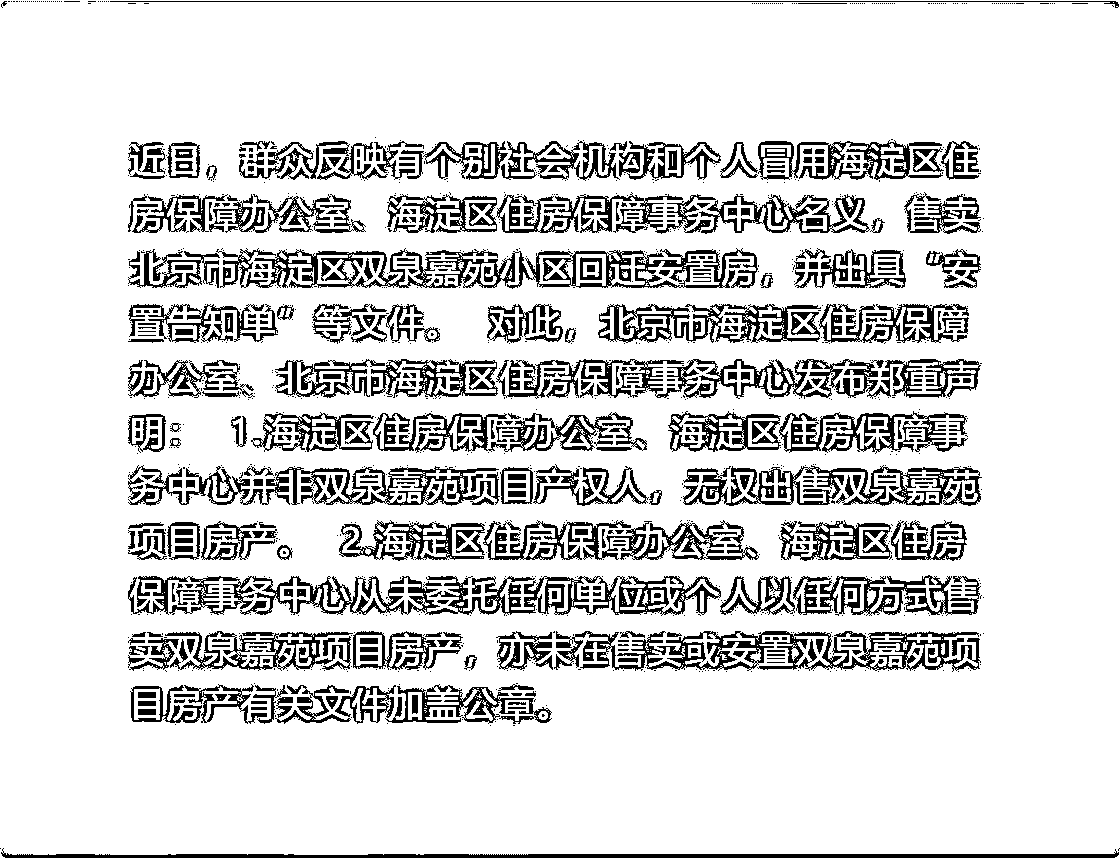 近日，群众反映有个别社会机构和个人冒用海淀区住
房保障办公室、海淀区住房保障事务中心名义，售卖
北京市海淀区双泉嘉苑小区回迁安置房，并出具“安
置告知单”等文件。 对此，北京市海淀区住房保障
办公室、北京市海淀区住房保障事务中心发布郑重声
明： 1.海淀区住房保障办公室、海淀区住房保障事
务中心并非双泉嘉苑项目产权人，无权出售双泉嘉苑
项目房产。 2.海淀区住房保障办公室、海淀区住房
保障事务中心从未委托任何单位或个人以任何方式售
卖双泉嘉苑项目房产，亦未在售卖或安置双泉嘉苑项
目房产有关文件加盖公章。